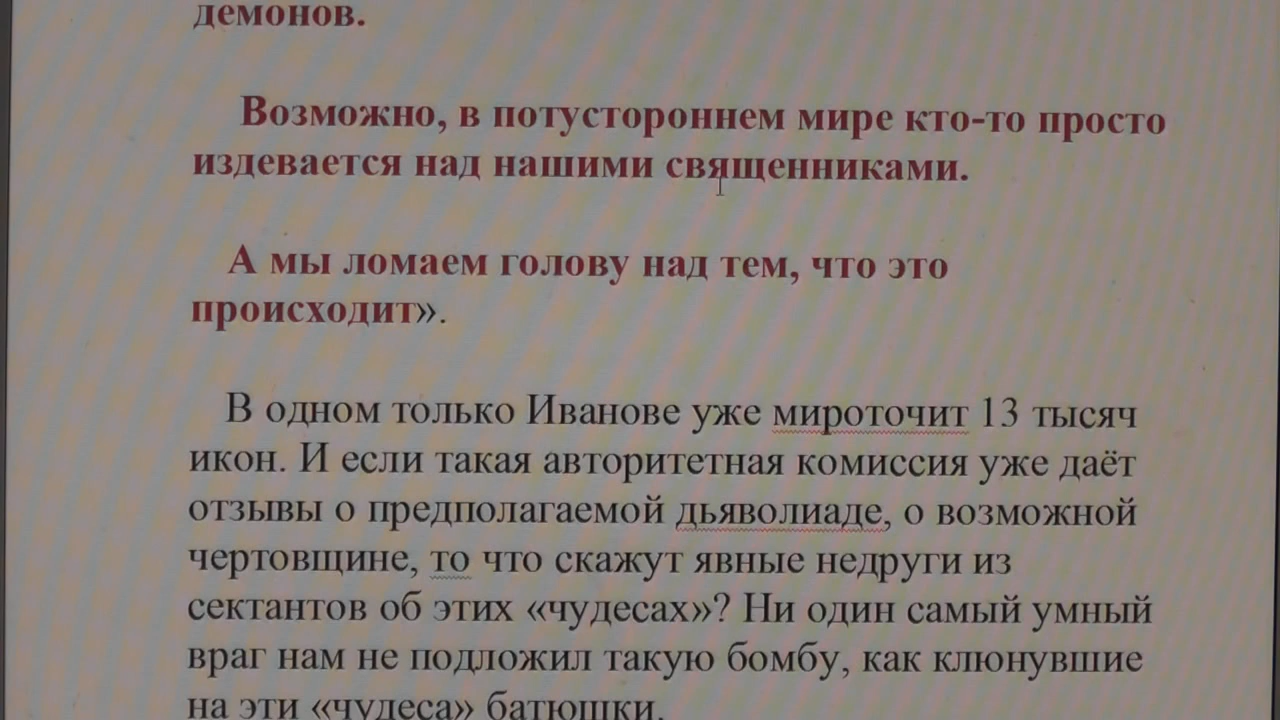 демонов.
Возможно, в потустороннем мире кто-то просто
издевается над нашими священниками.
А мы ломаем голову над тем, что это
происходит».
В одном только Иванове уже мироточит 13 тысяч
икон. И если такая авторитетная комиссия уже даёт
отзывы о предполагаемой дьяволиаде, о возможной
чертовщине, то что скажут явные недруги из
сектантов об этих «чудесах»? Ни один самый умный
враг нам не подложил такую бомбу, как клюнувшие
на эти «чудеса» батюшки.